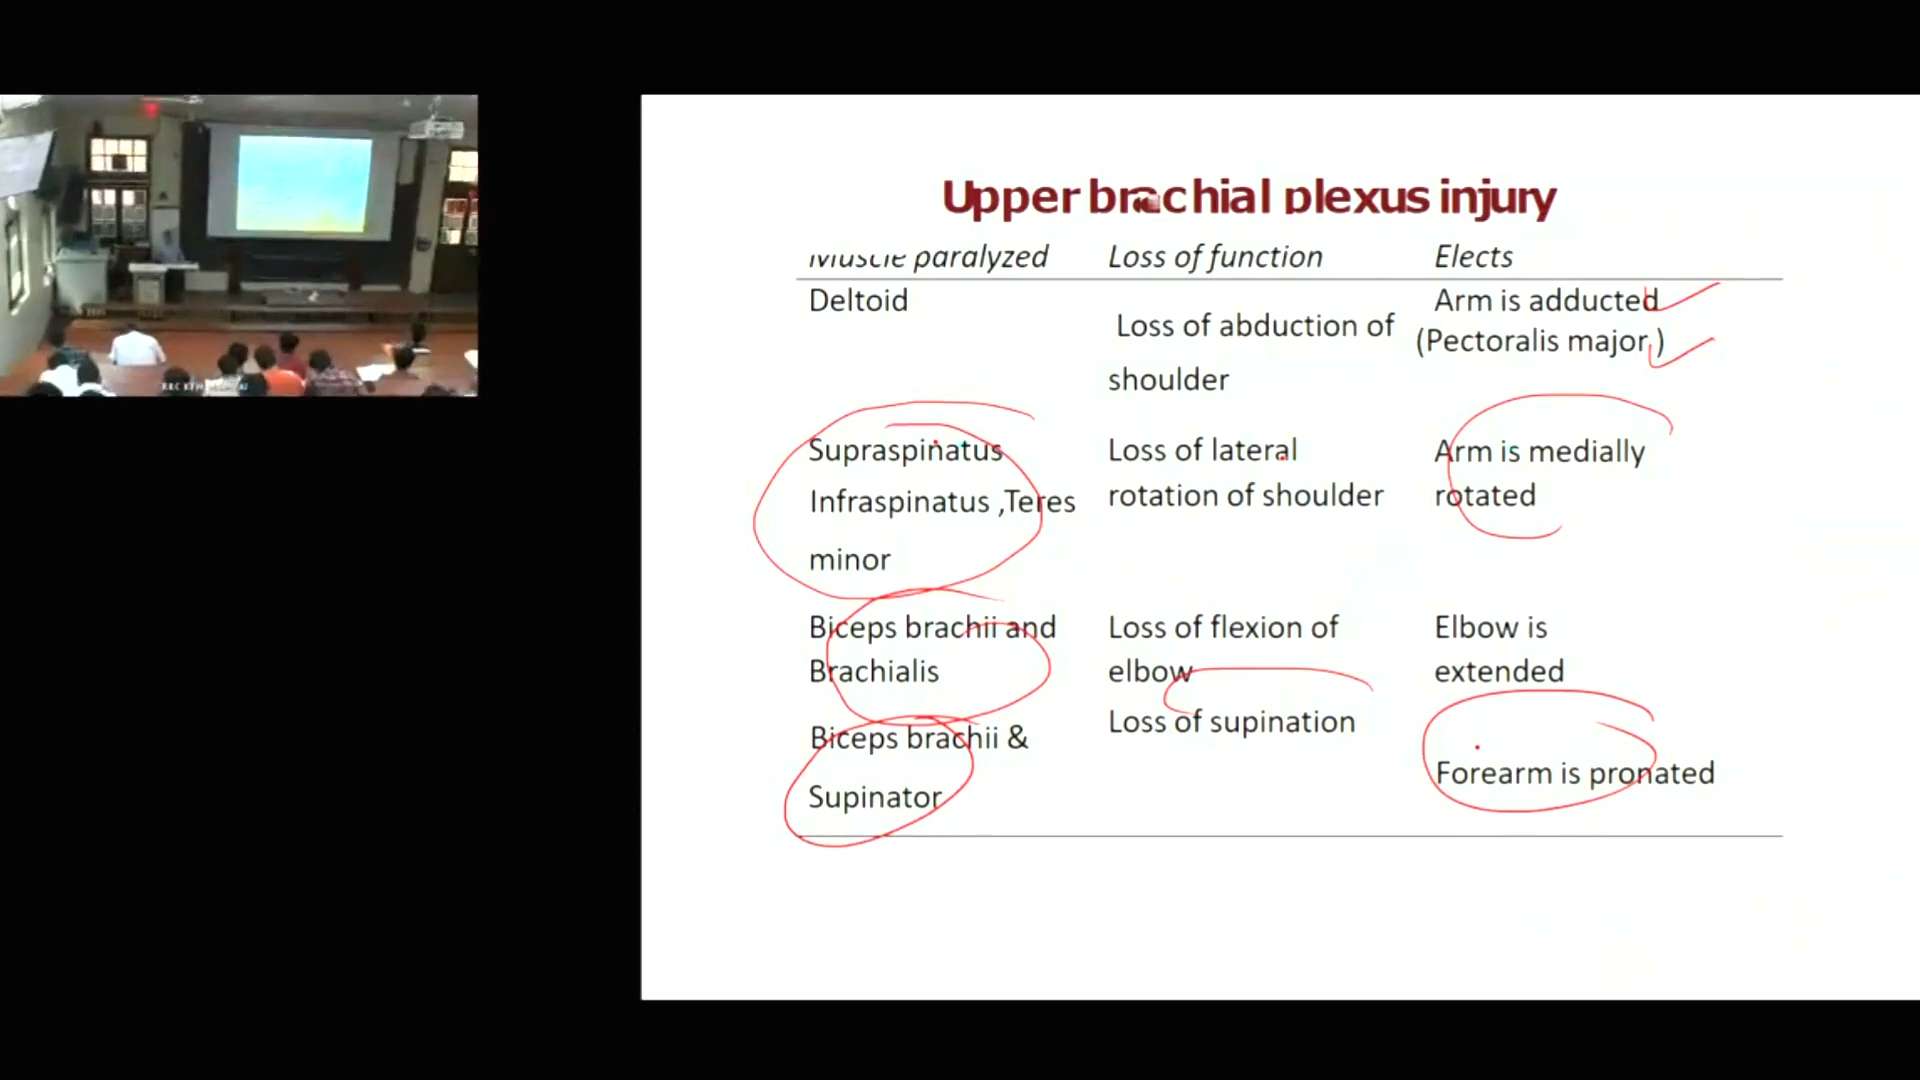 Upper brachial plexus injury
Muscle paralyzed Loss of function Elects
Deltoid Arm is adducted
Loss of abduction of (Pectoralis major )
shoulder
Supraspinatus Loss of lateral Arm is medially
Infraspinatus ,Teres rotation of shoulder rotated
minor
Biceps brachii and Loss of flexion of Elbow is
Brachialis elbow extended
Biceps brachii & Loss of supination
Supinator Forearm is pronated